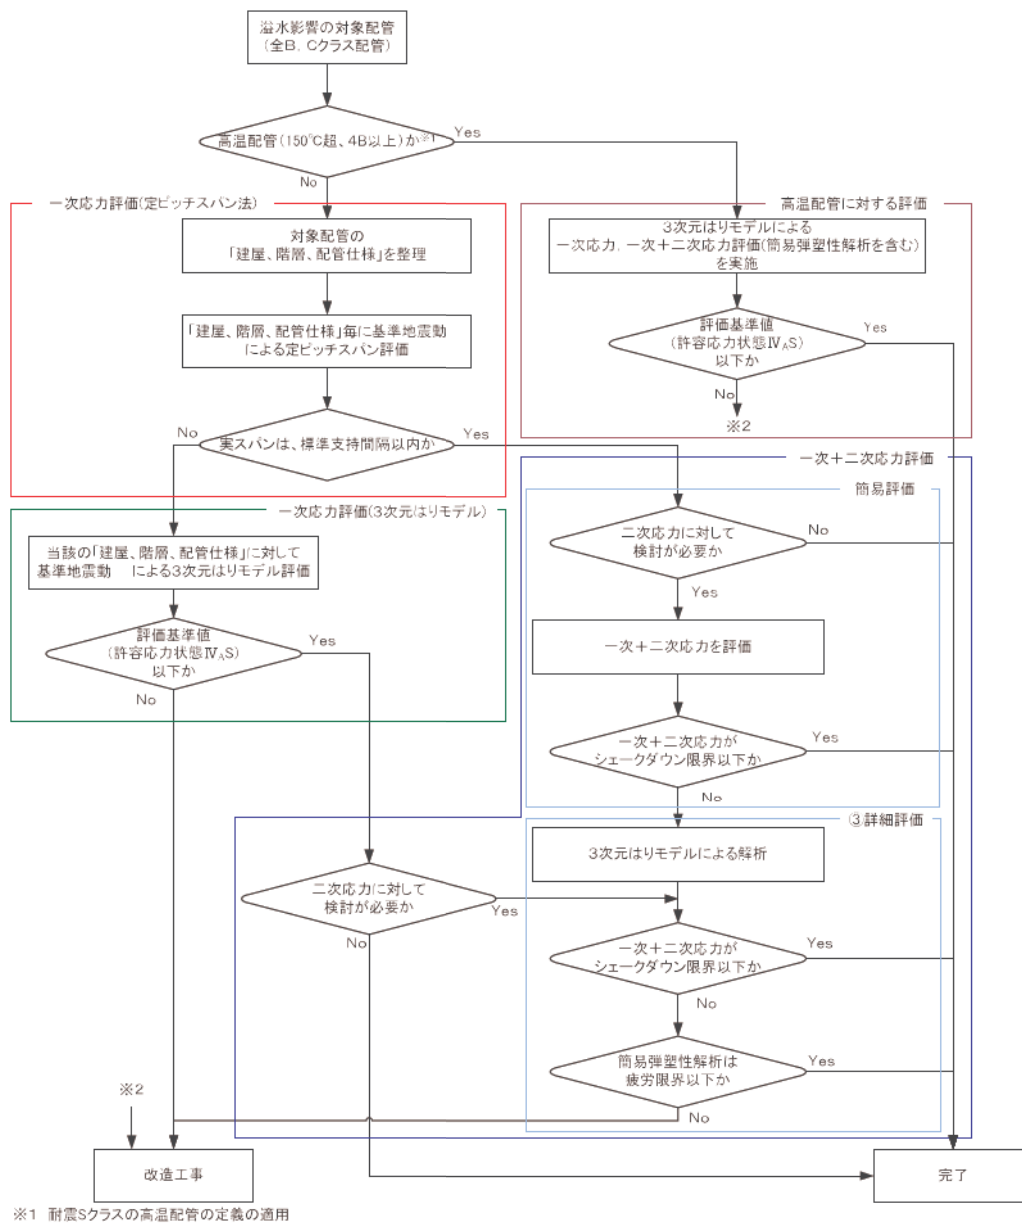 溢水影響の対象配管
(全B、Cクラス配管)
高温配管(150℃超、4B以上)か※1
Yes
No
一次応力評価(定ピッチスパン法)
対象配管の
「建屋、階層、配管仕様」を整理
「建屋、階層、配管仕様」毎に基準地震動
による定ピッチスパン評価
実スパンは、標準支持間隔以内か
No
Yes
高温配管に対する評価
3次元はりモデルによる
一次応力、一次+二次応力評価(簡易弾塑性解析を含む)
を実施
評価基準値
(許容応力状態ⅣAS)
以下か
Yes
No
※2
一次応力評価(3次元はりモデル)
当該の「建屋、階層、配管仕様」に対して
基準地震動 による3次元はりモデル評価
評価基準値
(許容応力状態ⅣAS)
以下か
Yes
No
一次+二次応力評価
簡易評価
二次応力に対して
検討が必要か
No
Yes
一次+二次応力を評価
一次+二次応力が
シェークダウン限界以下か
Yes
No
③詳細評価
3次元はりモデルによる解析
二次応力に対して
検討が必要か
Yes
No
一次+二次応力が
シェークダウン限界以下か
Yes
No
簡易弾塑性解析は
疲労限界以下か
Yes
No
※2
改造工事
完了
※1 耐震Sクラスの高温配管の定義の適用